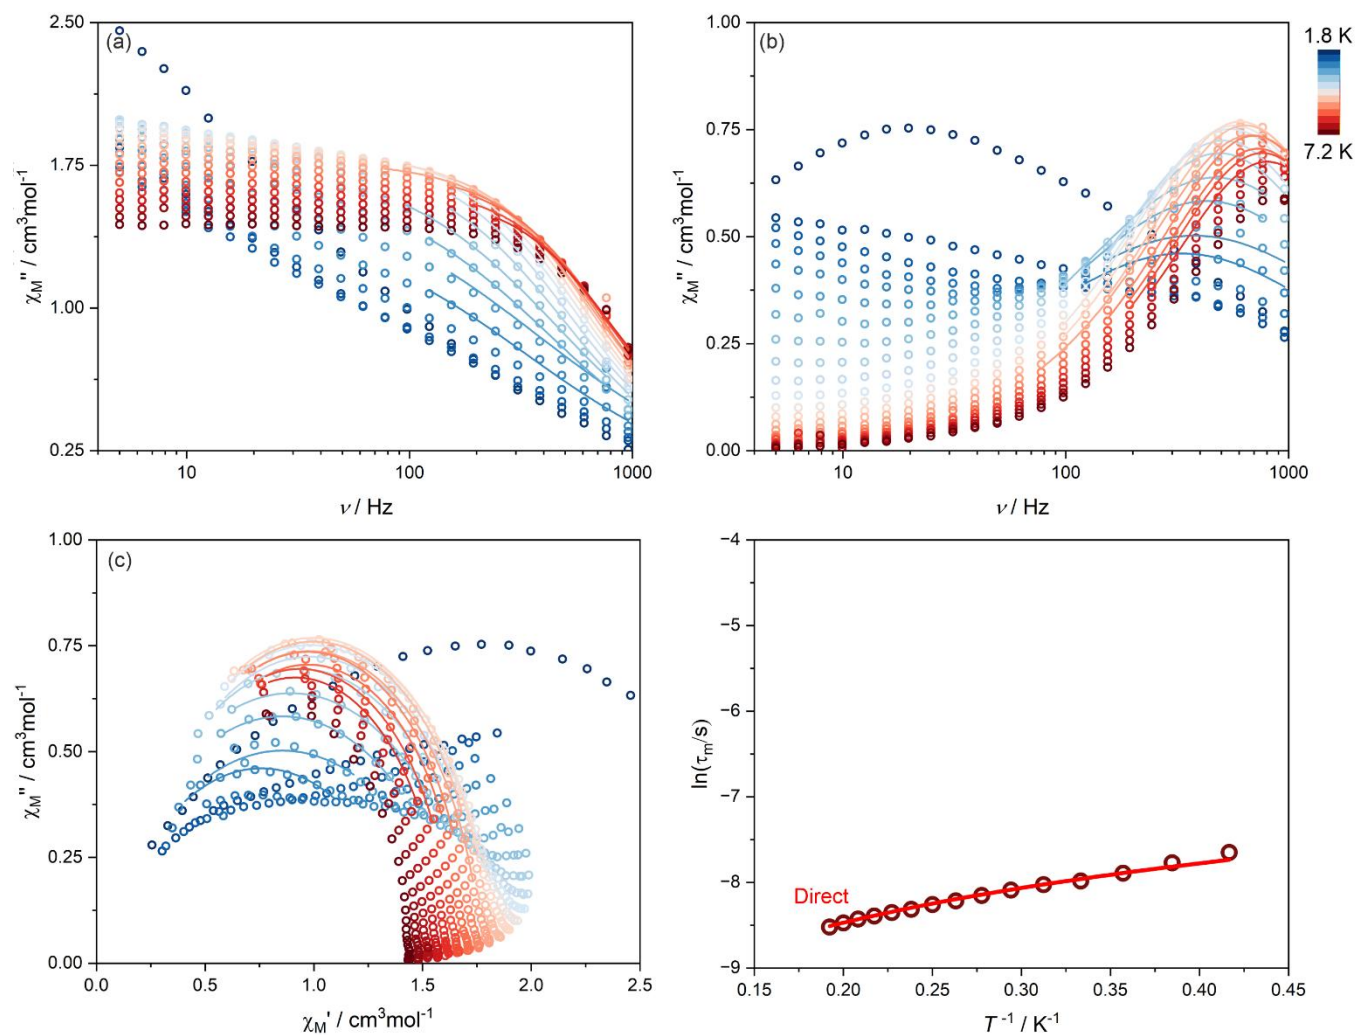 (a)
2.50
1.75
1.00
0.25
χM'' / cm³mol⁻¹
10
100
1000
ν / Hz
(b)
1.00
0.75
0.50
0.25
0.00
χM'' / cm³mol⁻¹
10
100
1000
ν / Hz
1.8 K
7.2 K
(c)
1.00
0.75
0.50
0.25
0.00
χM'' / cm³mol⁻¹
0.0
0.5
1.0
1.5
2.0
2.5
χM' / cm³mol⁻¹
−4
−5
−6
−7
−8
−9
ln(τm/s)
Direct
0.15
0.20
0.25
0.30
0.35
0.40
0.45
T⁻¹ / K⁻¹